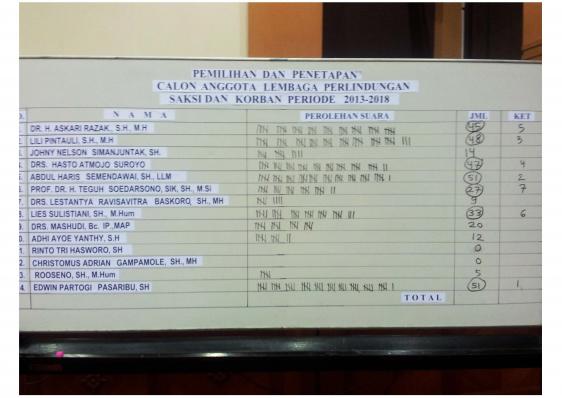 PEMILIHAN DAN PENETAPAN
CALON ANGGOTA LEMBAGA PERLINDUNGAN
SAKSI DAN KORBAN PERIODE 2013-2018
N A M A PEROLEHAN SUARA JML KET
DR. H. ASKARI RAZAK, S.H., M.H 45 5
2. LILI PINTAULI, S.H., M.H 48 3
JOHNY NELSON SIMANJUNTAK, SH. 14
DRS. HASTO ATMOJO SUROYO 47 4
ABDUL HARIS SEMENDAWAI, SH., LLM 51 2
PROF. DR. H. TEGUH SOEDARSONO, SIK, SH., M.Si 27 7
DRS. LESTANTYA RAVISAVITRA BASKORO, SH., MH 9
LIES SULISTIANI, SH., M.Hum 33 6
DRS. MASHUDI, Bc. IP.,MAP 20
ADHI AYOE YANTHY, S.H 12
RINTO TRI HASWORO, SH 0
CHRISTOMUS ADRIAN GAMPAMOLE, SH., MH 0
ROOSENO, SH., M.Hum 5
4. EDWIN PARTOGI PASARIBU, SH 51 1
TOTAL